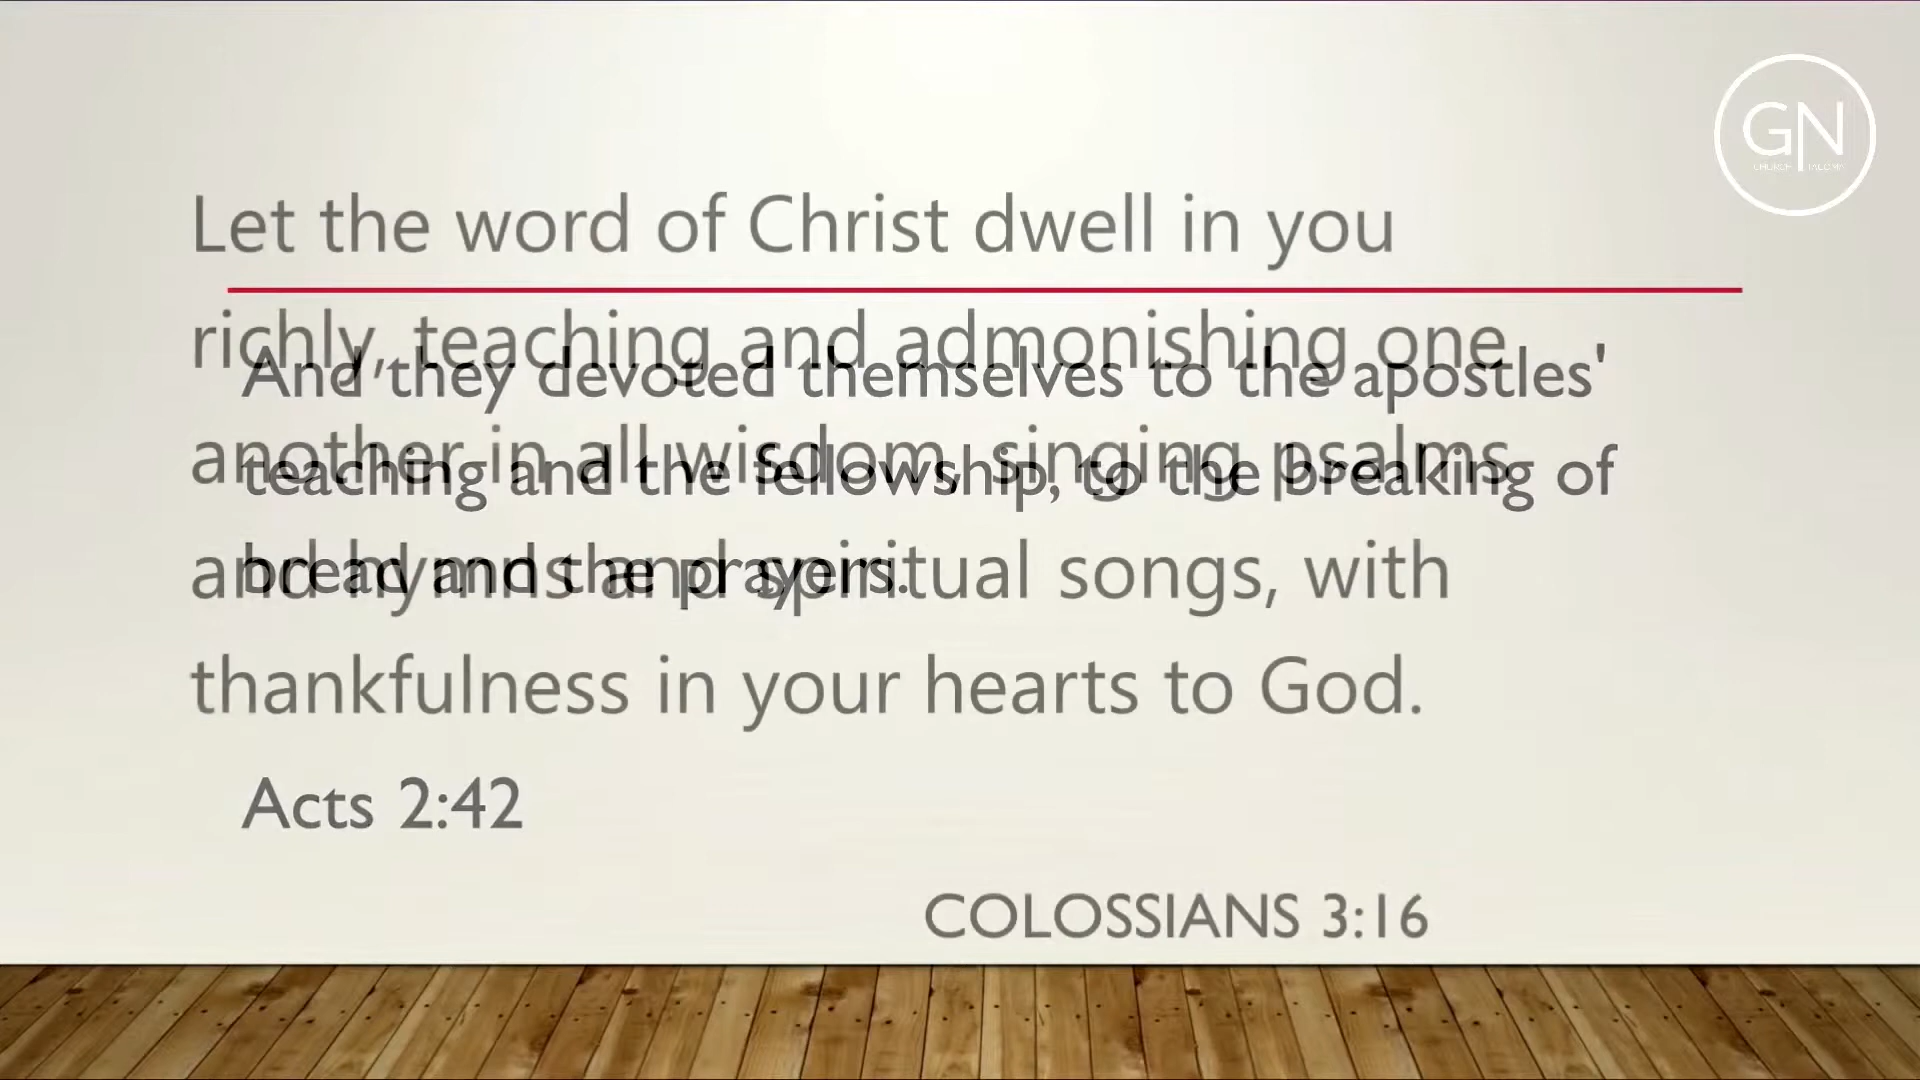 GN
CHURCH
Let the word of Christ dwell in you
richly, teaching and admonishing one
another in all wisdom, singing psalms
and hymns and spiritual songs, with
thankfulness in your hearts to God.
COLOSSIANS 3:16
And they devoted themselves to the apostles'
teaching and the fellowship, to the breaking of
bread and the prayers.
Acts 2:42